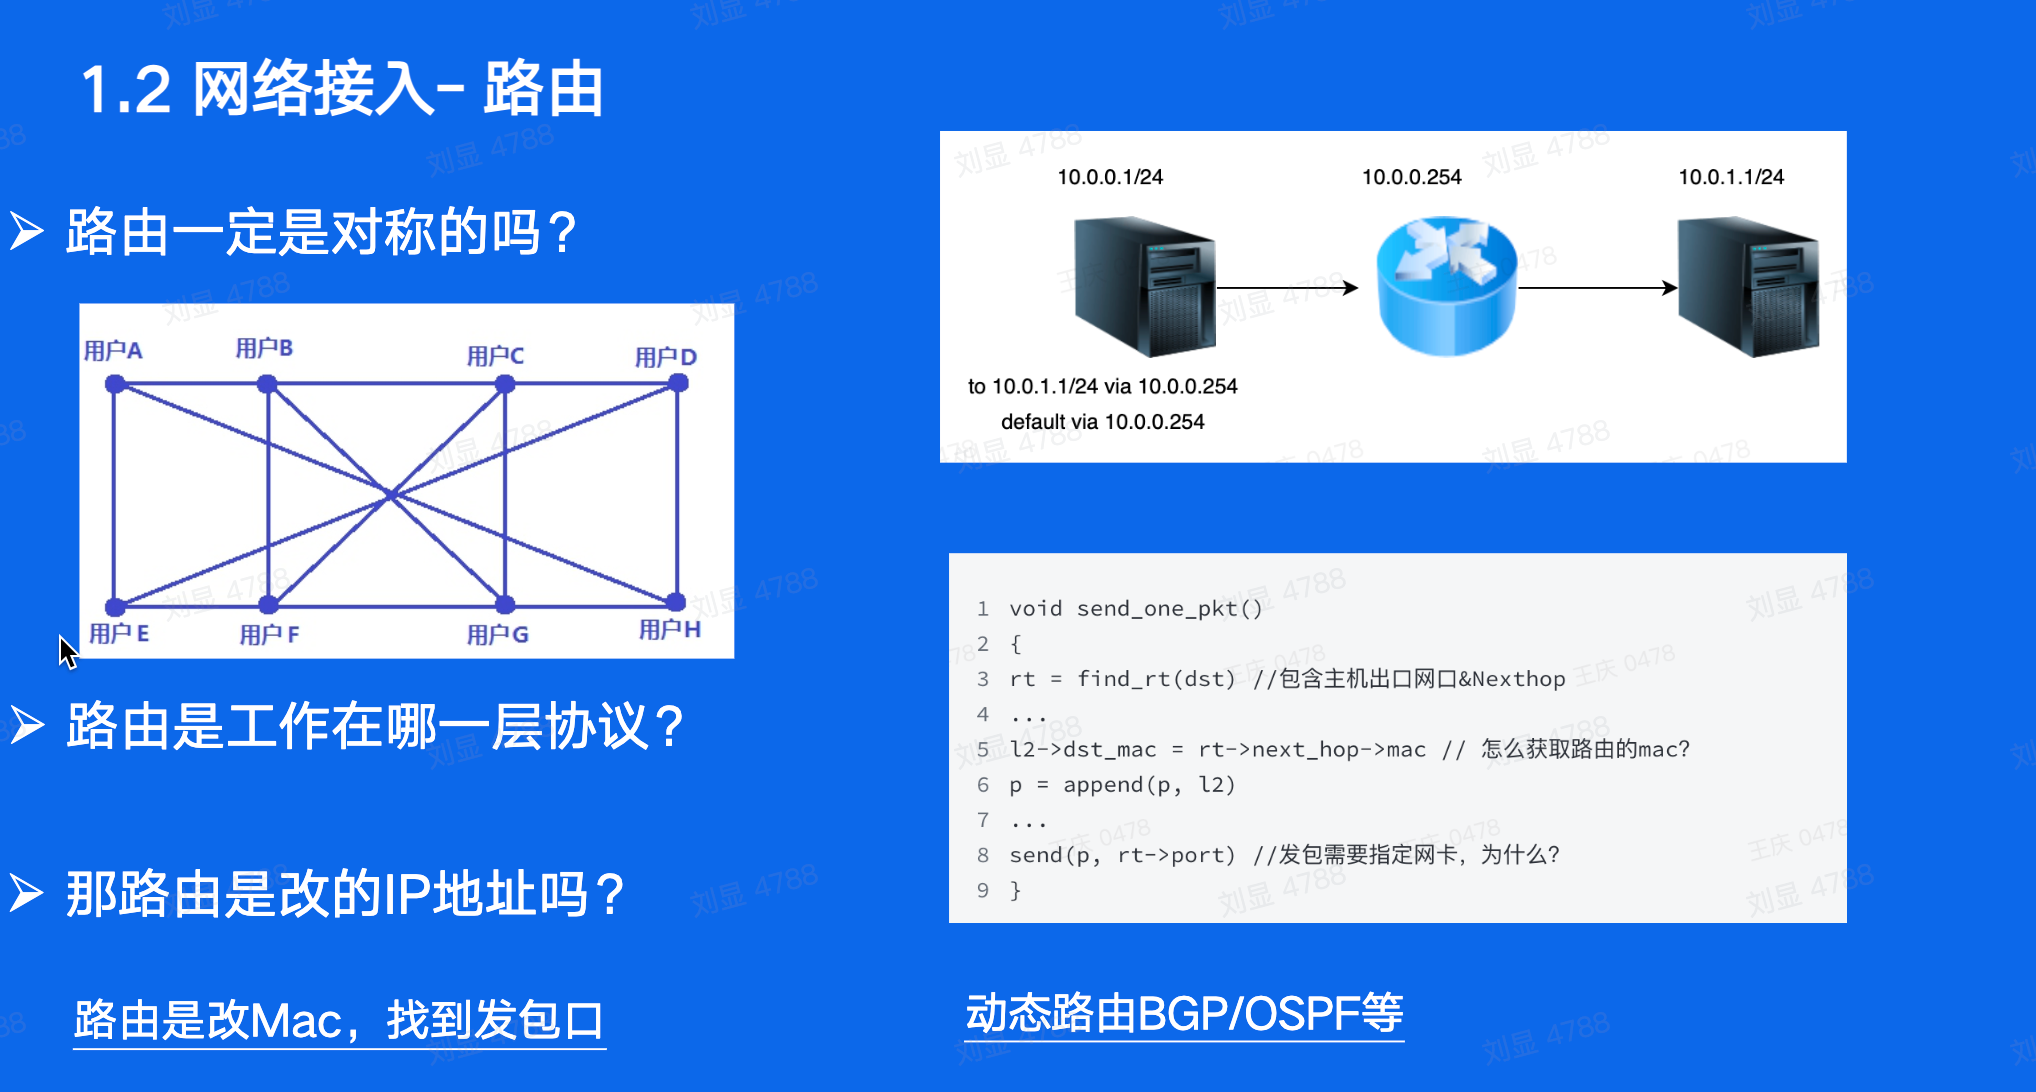 1.2 网络接入- 路由
路由一定是对称的吗?
用户A
用户B
用户C
用户D
用户E
用户F
用户G
用户H
路由是工作在哪一层协议?
那路由是改的IP地址吗?
路由是改Mac，找到发包口
10.0.0.1/24
10.0.0.254
10.0.1.1/24
to 10.0.1.1/24 via 10.0.0.254
default via 10.0.0.254
1 void send_one_pkt()
2 {
3 rt = find_rt(dst) //包含主机出口网口&Nexthop
4 ...
5 l2->dst_mac = rt->next_hop->mac // 怎么获取路由的mac?
6 p = append(p, l2)
7 ...
8 send(p, rt->port) //发包需要指定网卡，为什么?
9 }
动态路由BGP/OSPF等
刘显 4788
王庆 0478